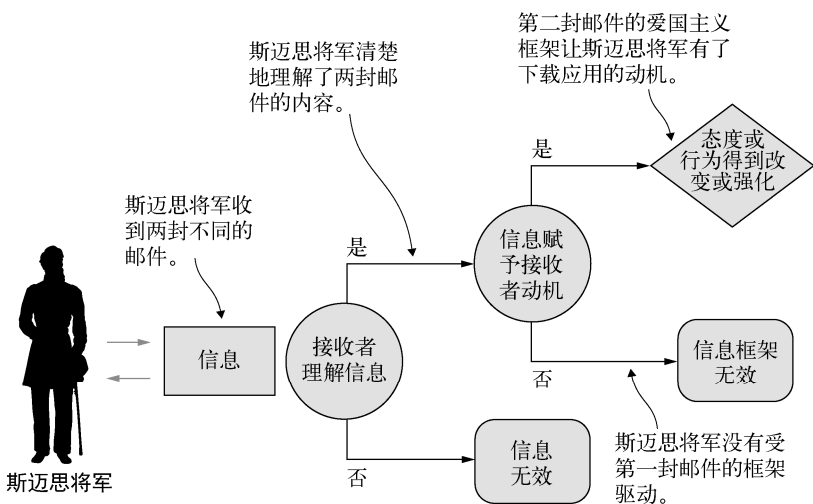 第二封邮件的爱国主义
框架让斯迈思将军有了
下载应用的动机。
斯迈思将军清楚
地理解了两封邮
件的内容。
是
态度或
行为得到改
变或强化
斯迈思将军收
到两封不同的
邮件。
是
信息赋
予接收
者动机
信息
接收者
理解信息
信息框架
无效
否
斯迈思将军没有受
第一封邮件的框架
驱动。
信息
无效
否
斯迈思将军